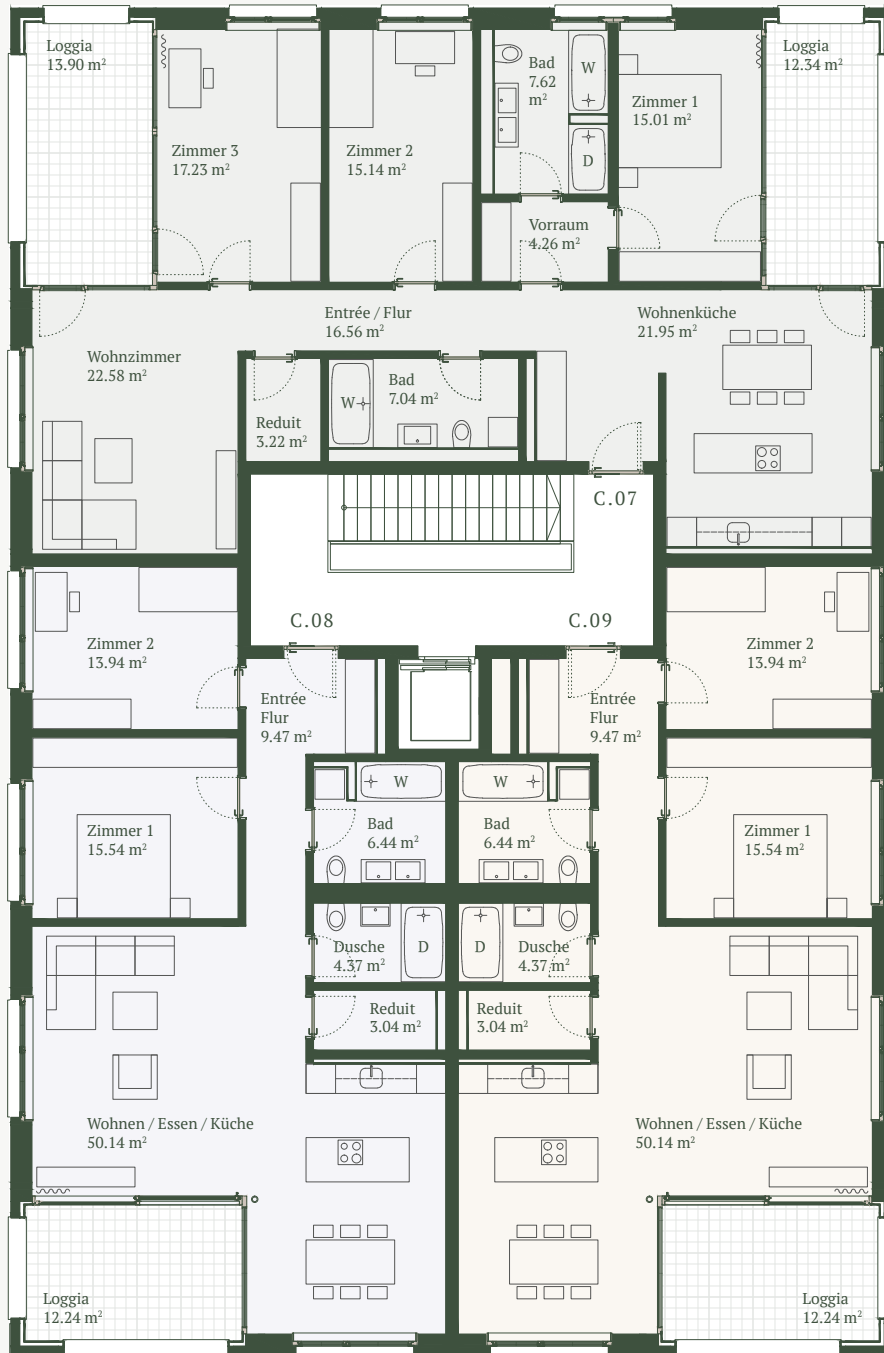 Loggia
13.90 m²
Zimmer 3
17.23 m²
Zimmer 2
15.14 m²
Bad
7.62
m²
W
D
Zimmer 1
15.01 m²
Loggia
12.34 m²
Vorraum
4.26 m²
Entrée / Flur
16.56 m²
Wohnenküche
21.95 m²
Wohnzimmer
22.58 m²
Reduit
3.22 m²
W
Bad
7.04 m²
C.07
C.08
C.09
Zimmer 2
13.94 m²
Entrée
Flur
9.47 m²
Entrée
Flur
9.47 m²
Zimmer 2
13.94 m²
Zimmer 1
15.54 m²
W
Bad
6.44 m²
W
Bad
6.44 m²
Zimmer 1
15.54 m²
Dusche
4.37 m²
D
D
Dusche
4.37 m²
Reduit
3.04 m²
Reduit
3.04 m²
Wohnen / Essen / Küche
50.14 m²
Wohnen / Essen / Küche
50.14 m²
Loggia
12.24 m²
Loggia
12.24 m²